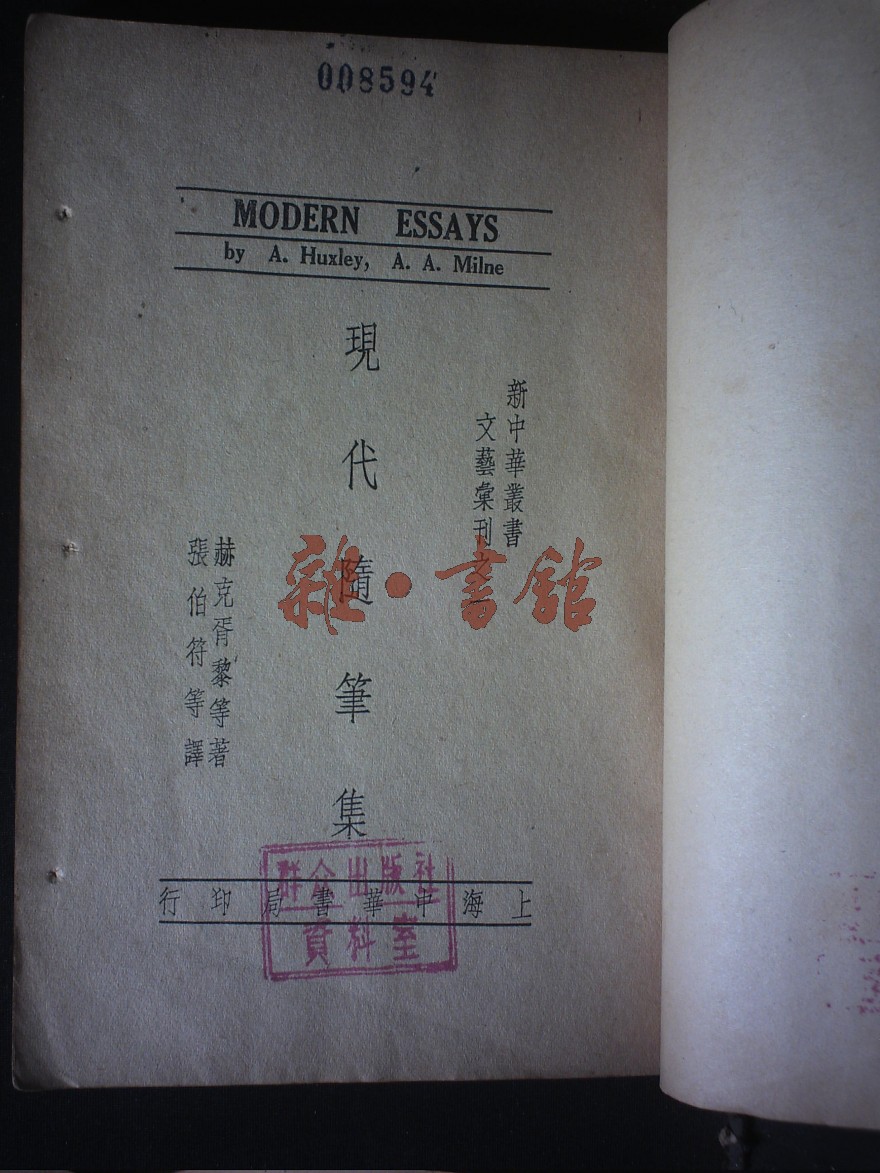 008594
MODERN ESSAYS
by A. Huxley, A. A. Milne
新中華叢書
文藝彙刊之一
現代隨筆集
赫克胥黎等著
張伯符等譯
上海中華書局印行
群众出版社
資料室
雜·書館